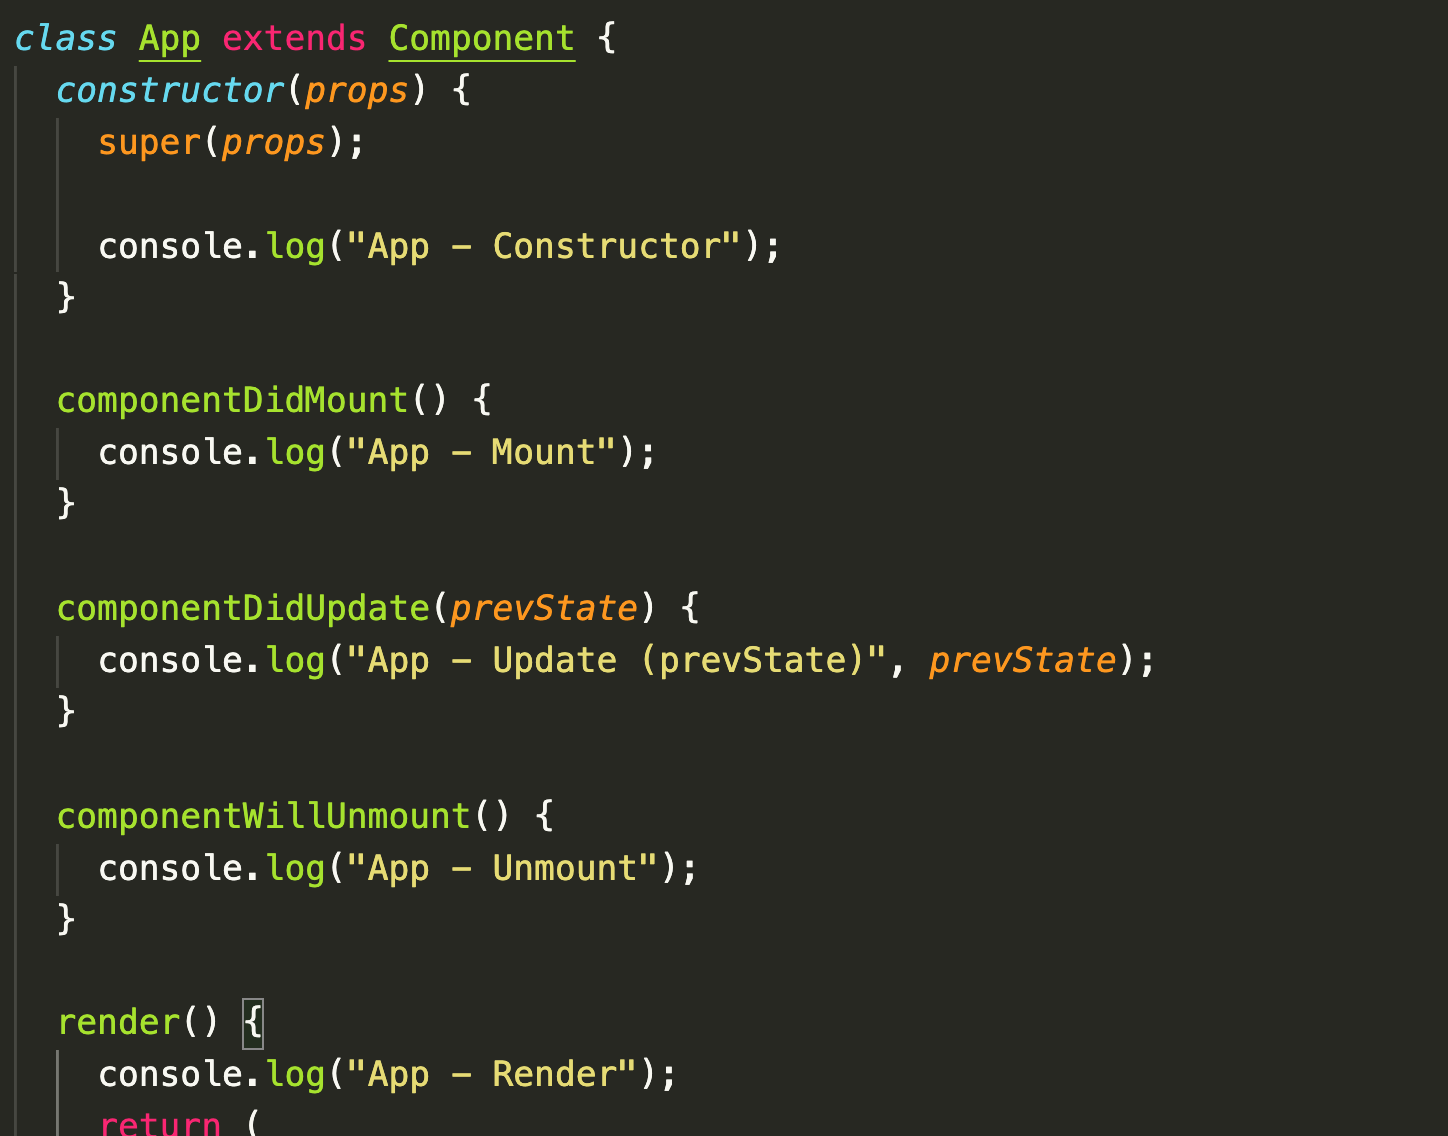 class App extends Component {
constructor(props) {
super(props);
console.log("App - Constructor");
}
componentDidMount() {
console.log("App - Mount");
}
componentDidUpdate(prevState) {
console.log("App - Update (prevState)", prevState);
}
componentWillUnmount() {
console.log("App - Unmount");
}
render() {
console.log("App - Render");
return (